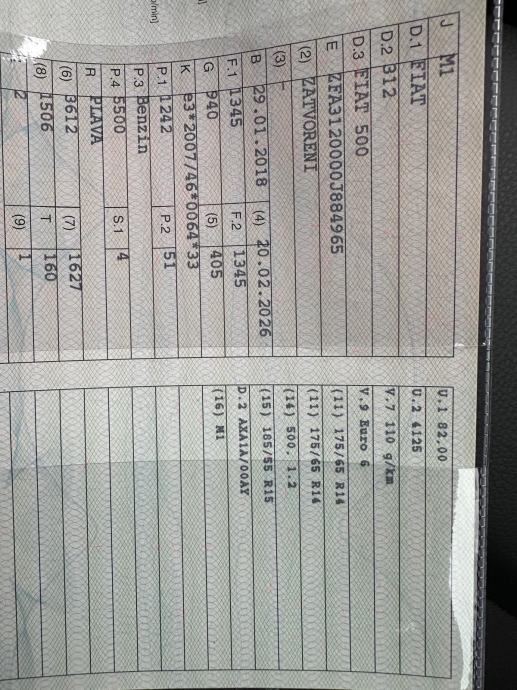 J M1
D.1 FIAT
D.2 312
D.3 FIAT 500
E ZFA3120000J884965
(2) ZATVORENI
(3) -
B 29.01.2018 (4) 20.02.2026
F.1 1345 F.2 1345
G 940 (5) 405
K e3*2007/46*0064*33
P.1 1242 P.2 51
P.3 Benzin
P.4 5500 S.1 4
R PLAVA
(6) 3612 (7) 1627
(8) 1506 T 160
2 (9) 1
U.1 82.00
U.2 4125
V.7 110 g/km
V.9 Euro 6
(11) 175/65 R14
(11) 175/65 R14
(14) 500, 1.2
(15) 185/55 R15
D.2 AXA1A/00AY
(16) M1